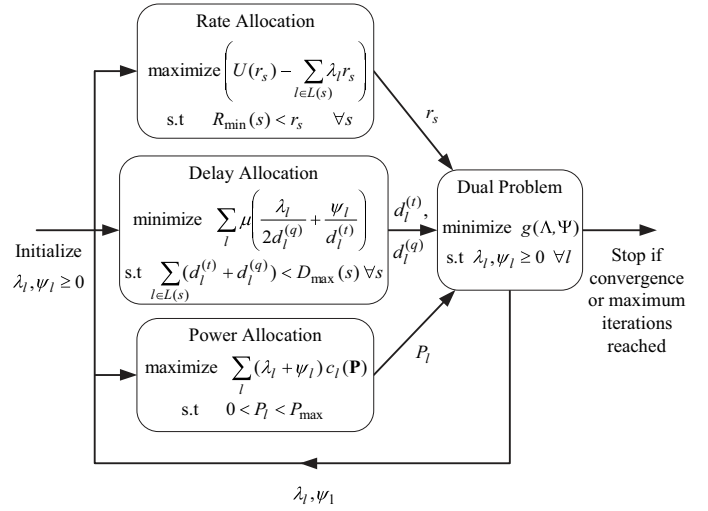 Rate Allocation
maximize ( U(r_s) − ∑_{l∈L(s)} λ_l r_s )
s.t R_min(s) < r_s ∀s
r_s
Delay Allocation
minimize ∑_l μ( λ_l / 2d_l^(q) + ψ_l / d_l^(t) )
s.t ∑_{l∈L(s)} (d_l^(t) + d_l^(q)) < D_max(s) ∀s
d_l^(t),
d_l^(q)
Power Allocation
maximize ∑_l (λ_l + ψ_l) c_l(P)
s.t 0 < P_l < P_max
P_l
Initialize
λ_l, ψ_l ≥ 0
Dual Problem
minimize g(Λ,Ψ)
s.t λ_l, ψ_l ≥ 0 ∀l
Stop if
convergence
or maximum
iterations
reached
λ_l, ψ_1